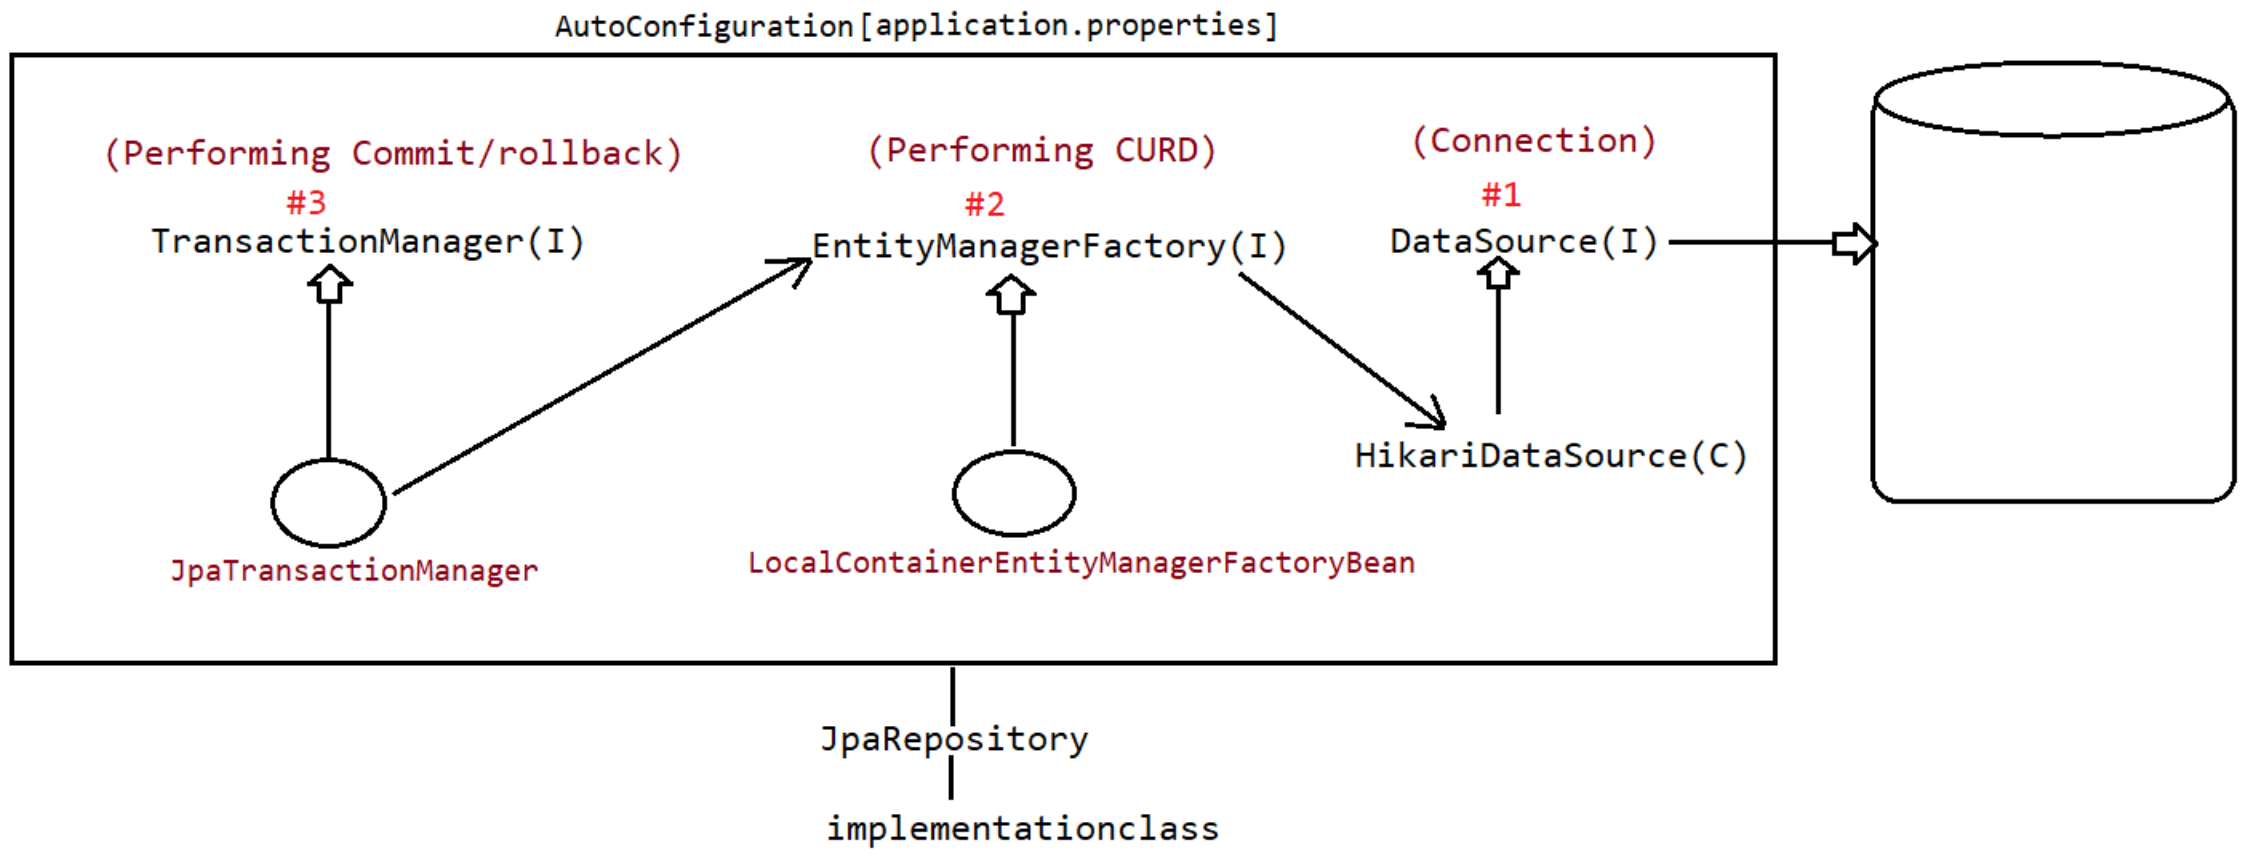 AutoConfiguration[application.properties]
(Performing Commit/rollback)
#3
TransactionManager(I)
(Performing CURD)
#2
EntityManagerFactory(I)
(Connection)
#1
DataSource(I)
HikariDataSource(C)
JpaTransactionManager
LocalContainerEntityManagerFactoryBean
JpaRepository
implementationclass